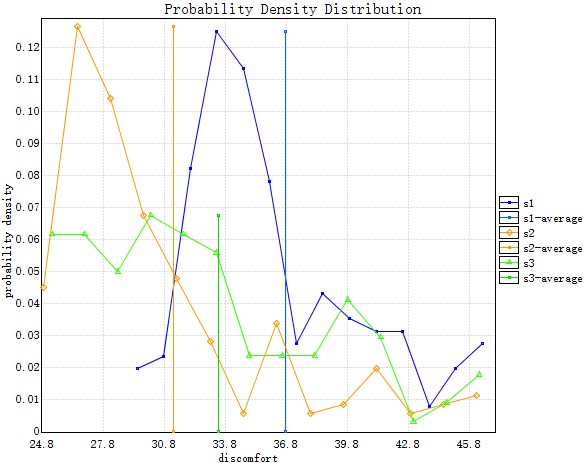 Probability Density Distribution
probability density
0.12
0.11
0.10
0.09
0.08
0.07
0.06
0.05
0.04
0.03
0.02
0.01
0
24.8 27.8 30.8 33.8 36.8 39.8 42.8 45.8
discomfort
s1
s1-average
s2
s2-average
s3
s3-average